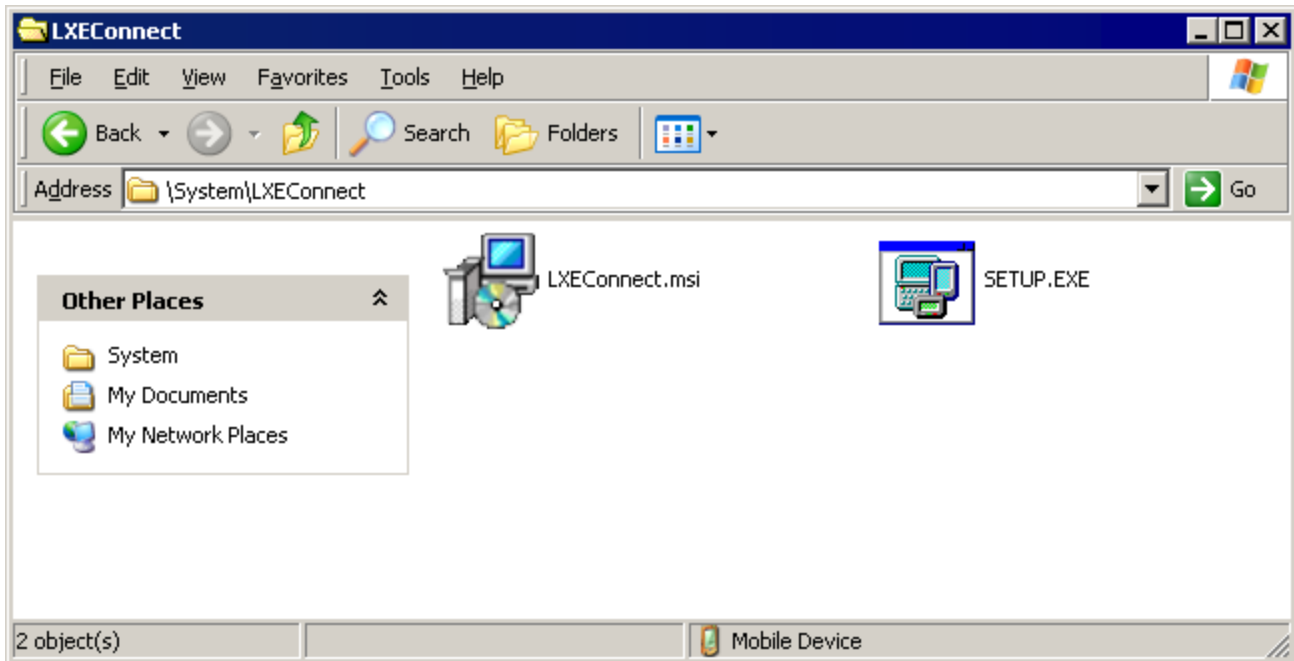 LXEConnect
File Edit View Favorites Tools Help
Back Search Folders
Address \System\LXEConnect Go
Other Places
System
My Documents
My Network Places
LXEConnect.msi
SETUP.EXE
2 object(s) Mobile Device